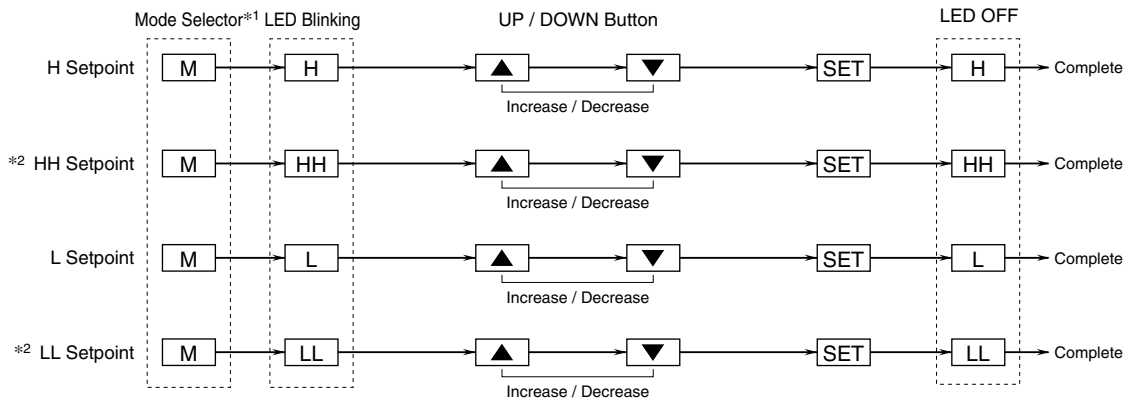 Mode Selector*1 LED Blinking UP / DOWN Button LED OFF
H Setpoint M H ▲ ▼ SET H Complete
Increase / Decrease
*2 HH Setpoint M HH ▲ ▼ SET HH Complete
Increase / Decrease
L Setpoint M L ▲ ▼ SET L Complete
Increase / Decrease
*2 LL Setpoint M LL ▲ ▼ SET LL Complete
Increase / Decrease